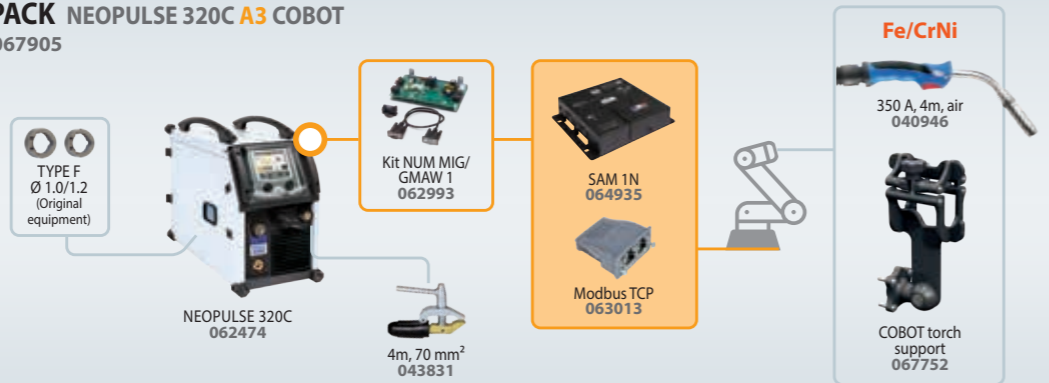 PACK NEOPULSE 320C A3 COBOT
067905
Fe/CrNi
350 A, 4m, air
040946
TYPE F
Ø 1.0/1.2
(Original
equipment)
Kit NUM MIG/
GMAW 1
062993
SAM 1N
064935
Modbus TCP
063013
NEOPULSE 320C
062474
4m, 70 mm²
043831
COBOT torch
support
067752